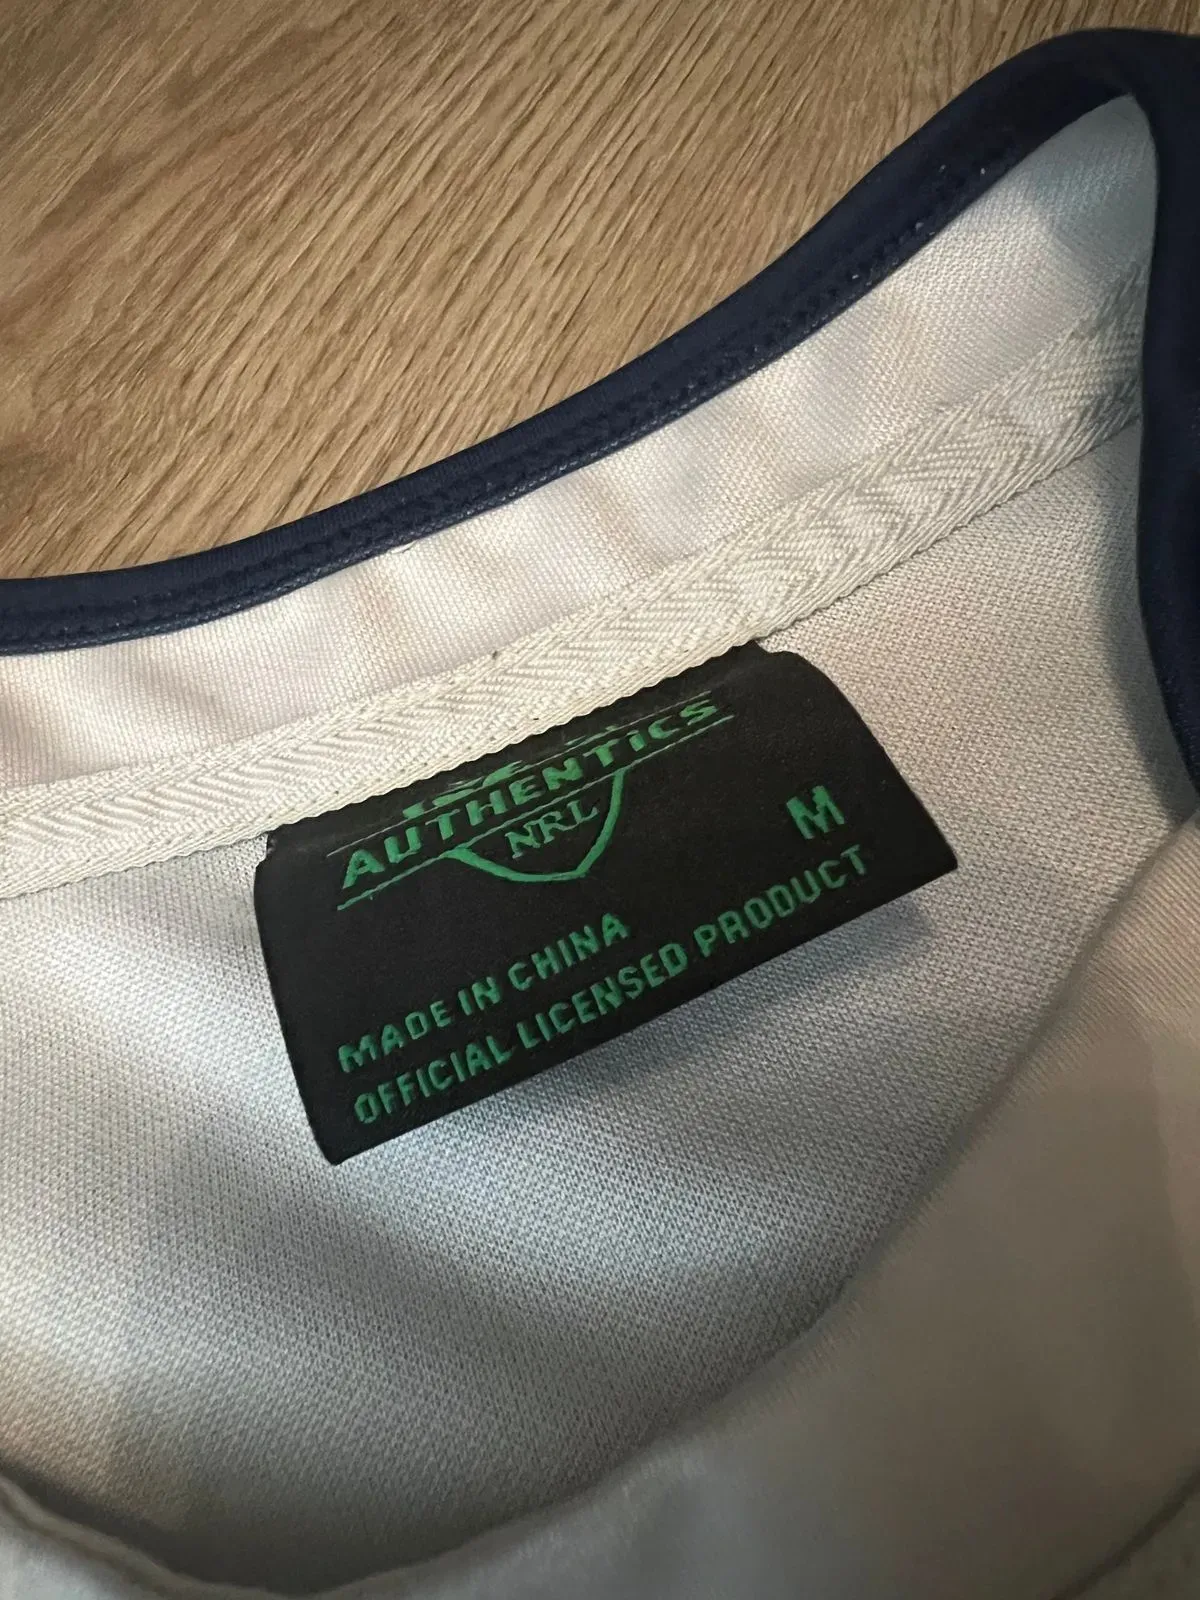 AUTHENTICS
NRL
M
MADE IN CHINA
OFFICIAL LICENSED PRODUCT